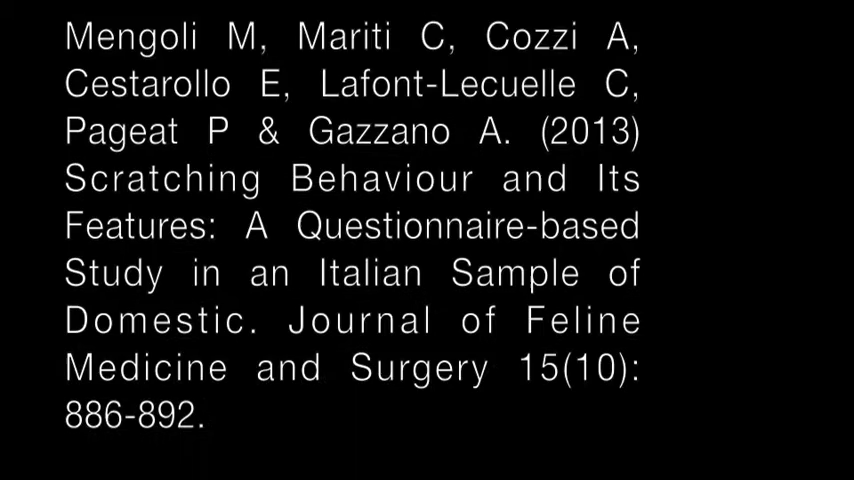 Mengoli M, Mariti C, Cozzi A,
Cestarollo E, Lafont-Lecuelle C,
Pageat P & Gazzano A. (2013)
Scratching Behaviour and Its
Features: A Questionnaire-based
Study in an Italian Sample of
Domestic. Journal of Feline
Medicine and Surgery 15(10):
886-892.